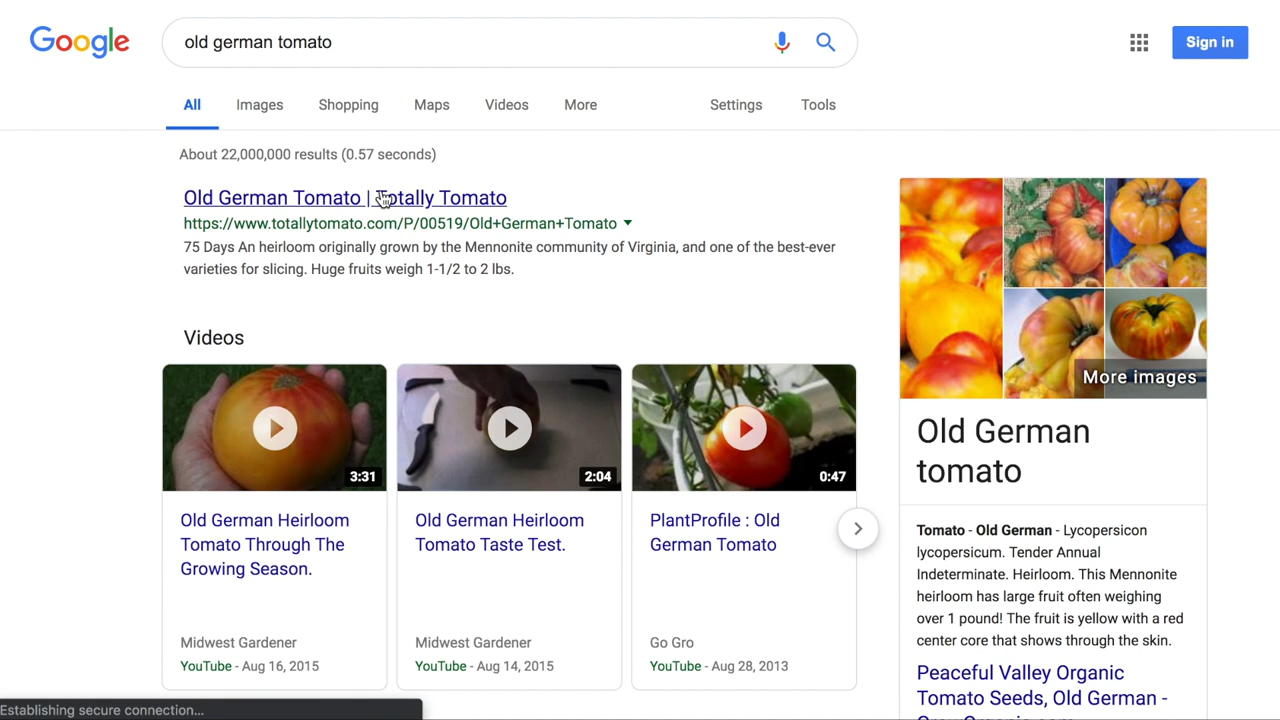 Google
old german tomato
Sign in
All Images Shopping Maps Videos More Settings Tools
About 22,000,000 results (0.57 seconds)
Old German Tomato | Totally Tomato
https://www.totallytomato.com/P/00519/Old+German+Tomato
75 Days An heirloom originally grown by the Mennonite community of Virginia, and one of the best-ever
varieties for slicing. Huge fruits weigh 1-1/2 to 2 lbs.
Videos
3:31
Old German Heirloom
Tomato Through The
Growing Season.
Midwest Gardener
YouTube - Aug 16, 2015
2:04
Old German Heirloom
Tomato Taste Test.
Midwest Gardener
YouTube - Aug 14, 2015
0:47
PlantProfile : Old
German Tomato
Go Gro
YouTube - Aug 28, 2013
More images
Old German
tomato
Tomato - Old German - Lycopersicon
lycopersicum. Tender Annual
Indeterminate. Heirloom. This Mennonite
heirloom has large fruit often weighing
over 1 pound! The fruit is yellow with a red
center core that shows through the skin.
Peaceful Valley Organic
Tomato Seeds, Old German -
Establishing secure connection...